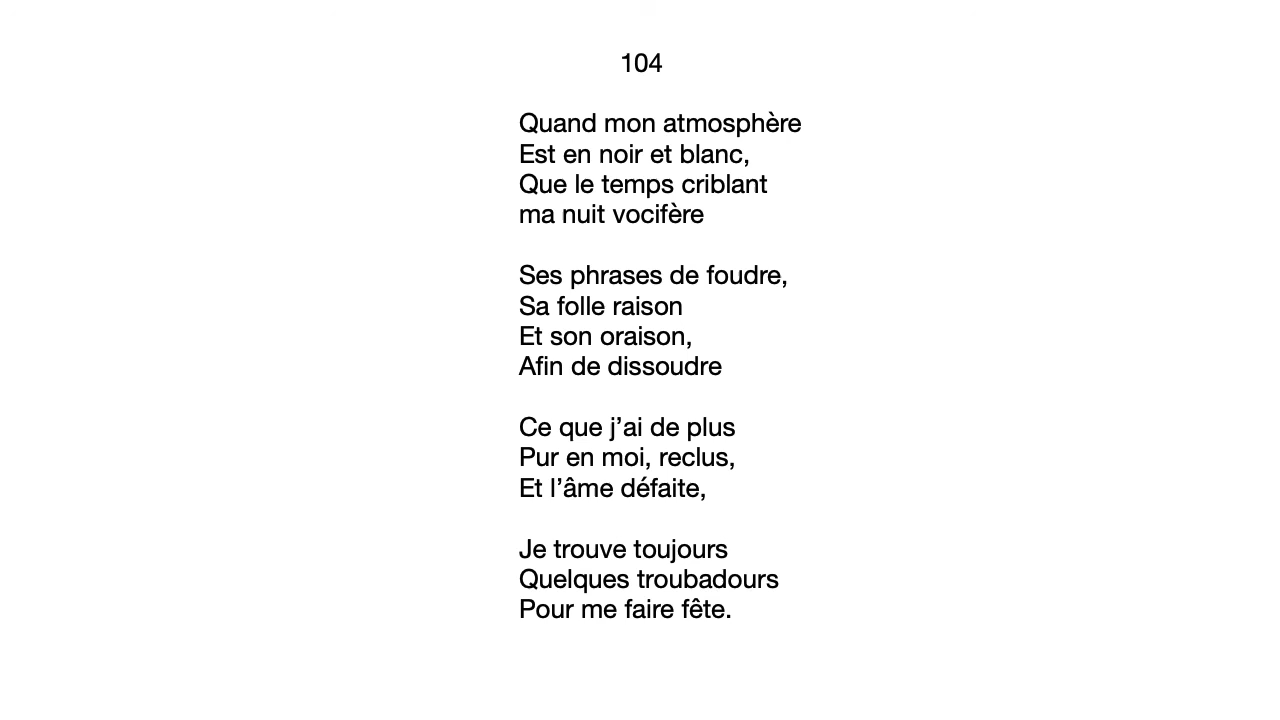 104
Quand mon atmosphère
Est en noir et blanc,
Que le temps criblant
ma nuit vocifère
Ses phrases de foudre,
Sa folle raison
Et son oraison,
Afin de dissoudre
Ce que j’ai de plus
Pur en moi, reclus,
Et l’âme défaite,
Je trouve toujours
Quelques troubadours
Pour me faire fête.